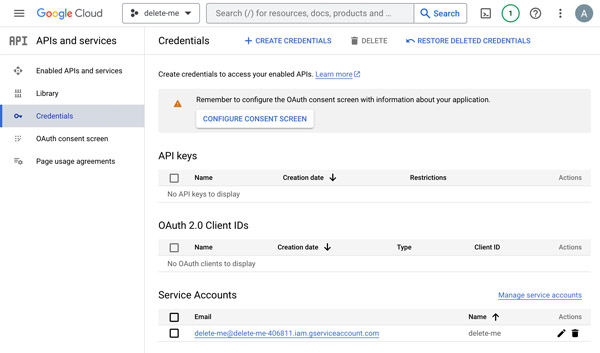 Google Cloud
delete-me
Search (/) for resources, docs, products and ...
Search
1
A
API APIs and services
Credentials
+ CREATE CREDENTIALS
DELETE
RESTORE DELETED CREDENTIALS
Enabled APIs and services
Library
Credentials
OAuth consent screen
Page usage agreements
Create credentials to access your enabled APIs. Learn more
Remember to configure the OAuth consent screen with information about your application.
CONFIGURE CONSENT SCREEN
API keys
Name Creation date Restrictions Actions
No API keys to display
OAuth 2.0 Client IDs
Name Creation date Type Client ID Actions
No OAuth clients to display
Service Accounts Manage service accounts
Email Name Actions
delete-me@delete-me-406811.iam.gserviceaccount.com delete-me